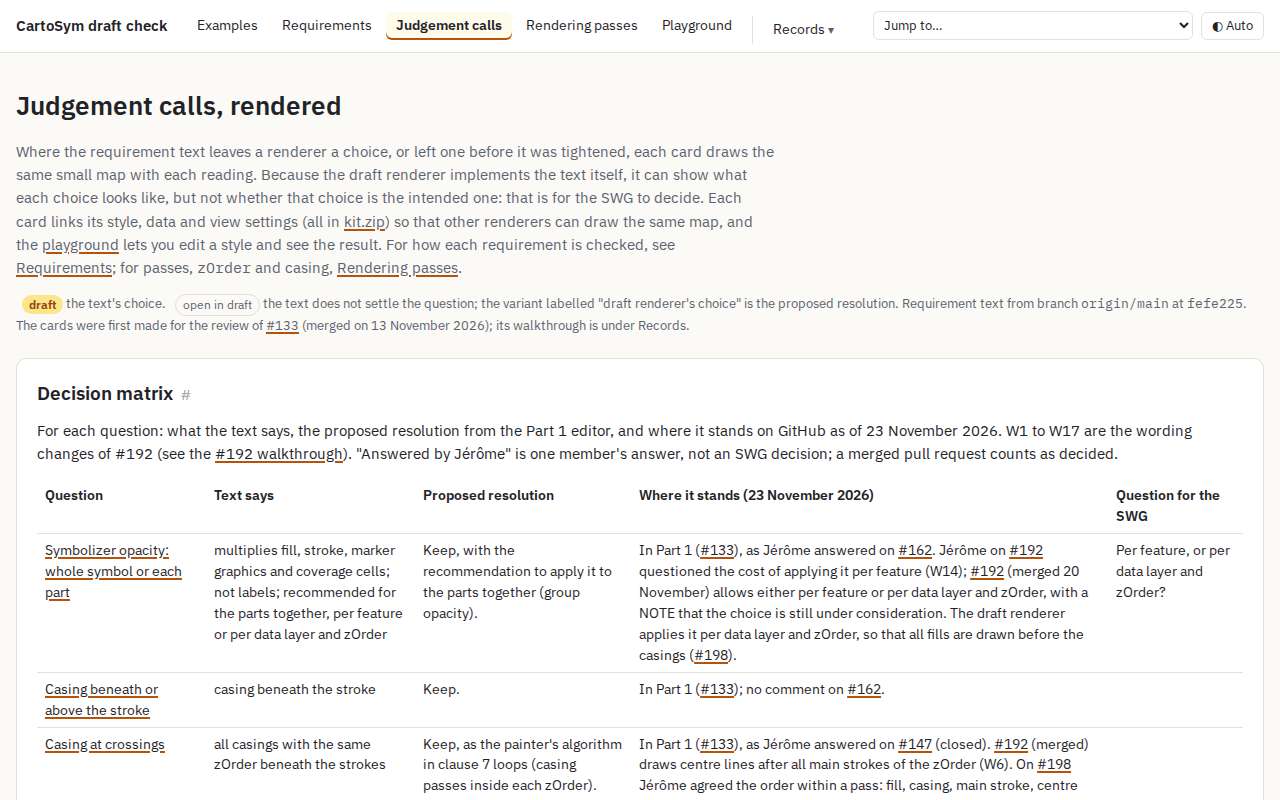 CartoSym draft check Examples Requirements Judgement calls Rendering passes Playground Records ▾ Jump to... ◐ Auto
Judgement calls, rendered
Where the requirement text leaves a renderer a choice, or left one before it was tightened, each card draws the
same small map with each reading. Because the draft renderer implements the text itself, it can show what
each choice looks like, but not whether that choice is the intended one: that is for the SWG to decide. Each
card links its style, data and view settings (all in kit.zip) so that other renderers can draw the same map, and
the playground lets you edit a style and see the result. For how each requirement is checked, see
Requirements; for passes, zOrder and casing, Rendering passes.
draft the text's choice. open in draft the text does not settle the question; the variant labelled "draft renderer's choice" is the proposed resolution. Requirement text from branch origin/main at fefe225.
The cards were first made for the review of #133 (merged on 13 November 2026); its walkthrough is under Records.
Decision matrix #
For each question: what the text says, the proposed resolution from the Part 1 editor, and where it stands on GitHub as of 23 November 2026. W1 to W17 are the wording
changes of #192 (see the #192 walkthrough). "Answered by Jérôme" is one member's answer, not an SWG decision; a merged pull request counts as decided.
Question Text says Proposed resolution Where it stands (23 November 2026) Question for the
SWG
Symbolizer opacity:
whole symbol or each
part
multiplies fill, stroke, marker
graphics and coverage cells;
not labels; recommended for
the parts together, per feature
or per data layer and zOrder
Keep, with the
recommendation to apply it to
the parts together (group
opacity).
In Part 1 (#133), as Jérôme answered on #162. Jérôme on #192
questioned the cost of applying it per feature (W14); #192 (merged 20
November) allows either per feature or per data layer and zOrder, with a
NOTE that the choice is still under consideration. The draft renderer
applies it per data layer and zOrder, so that all fills are drawn before the
casings (#198).
Per feature, or per
data layer and
zOrder?
Casing beneath or
above the stroke
casing beneath the stroke
Keep.
In Part 1 (#133); no comment on #162.
Casing at crossings
all casings with the same
zOrder beneath the strokes
Keep, as the painter's algorithm
in clause 7 loops (casing
passes inside each zOrder).
In Part 1 (#133), as Jérôme answered on #147 (closed). #192 (merged)
draws centre lines after all main strokes of the zOrder (W6). On #198
Jérôme agreed the order within a pass: fill, casing, main stroke, centre